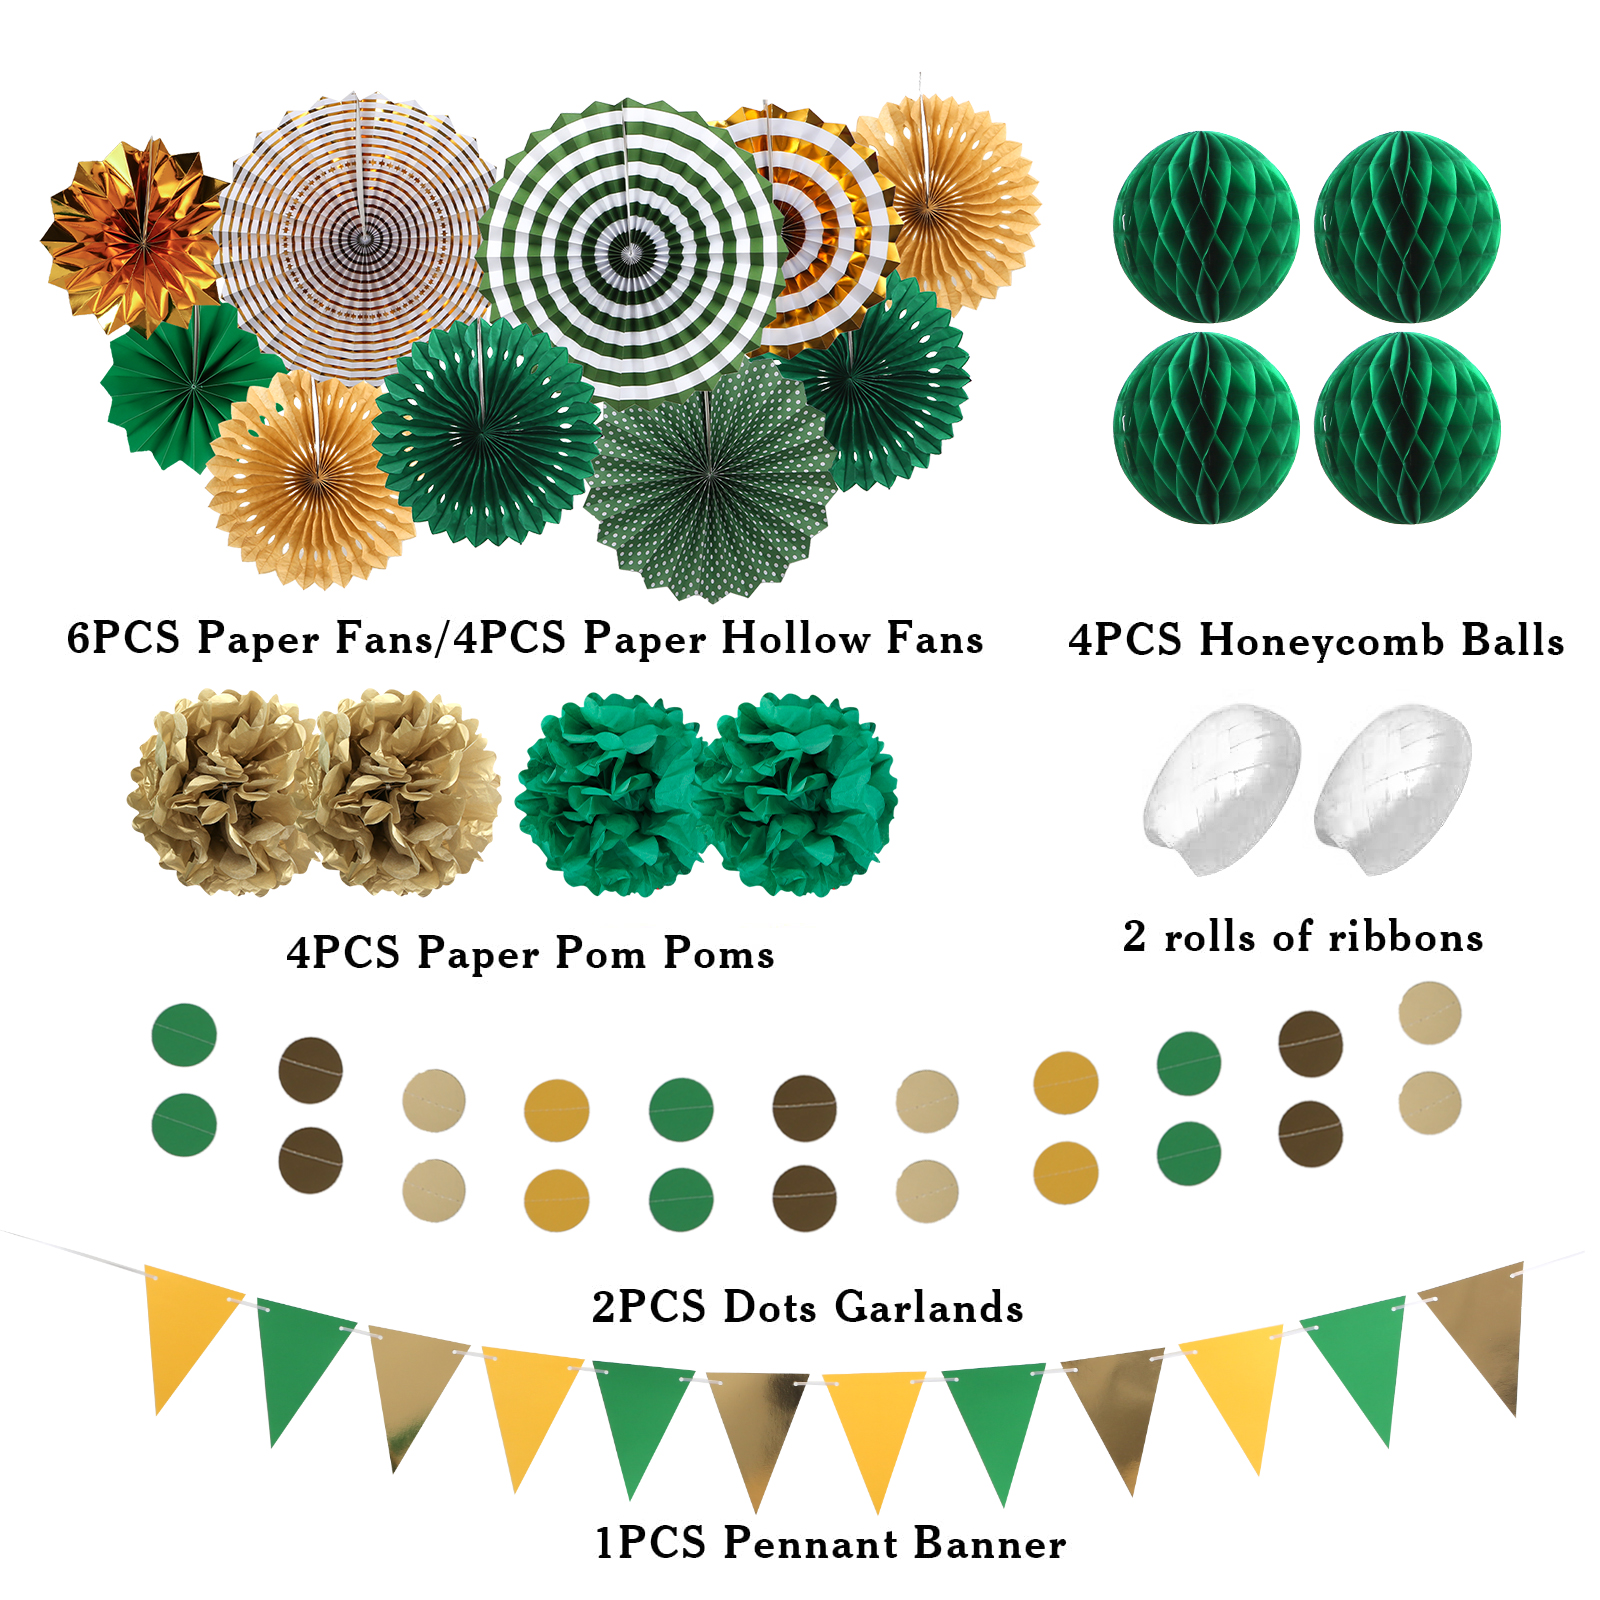 6PCS Paper Fans/4PCS Paper Hollow Fans
4PCS Honeycomb Balls
4PCS Paper Pom Poms
2 rolls of ribbons
2PCS Dots Garlands
1PCS Pennant Banner